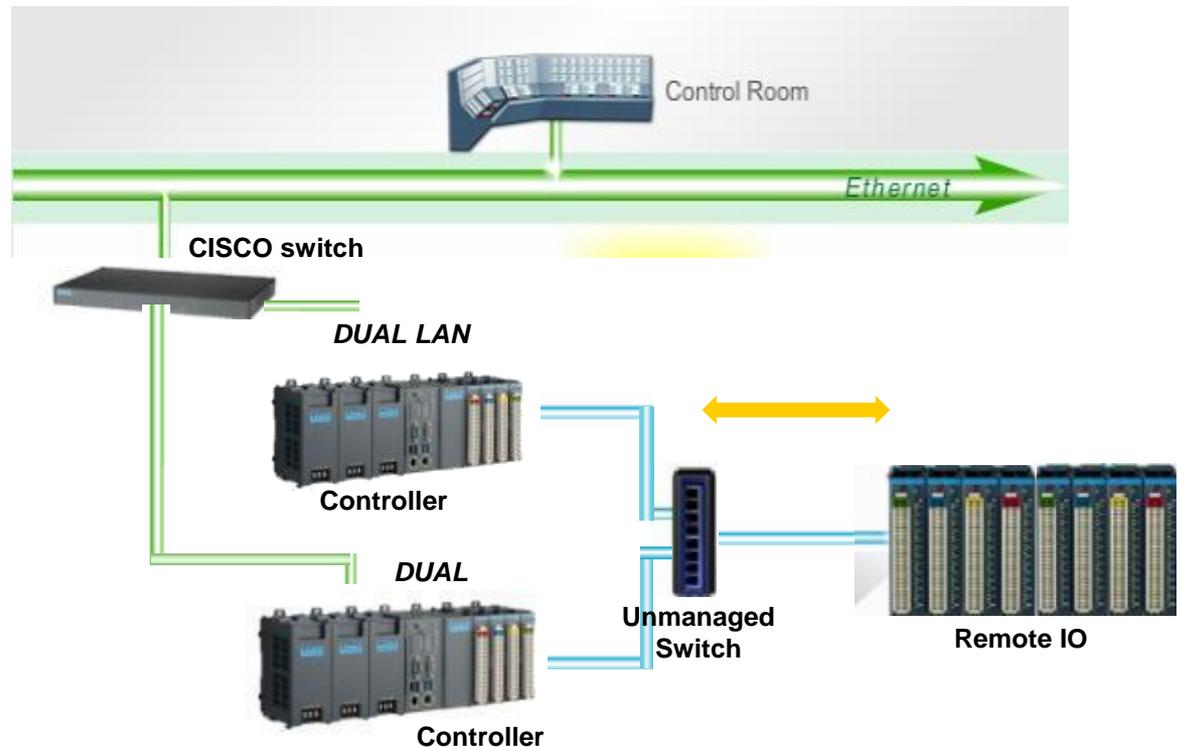 Control Room
Ethernet
CISCO switch
DUAL LAN
Controller
DUAL
Unmanaged
Switch
Remote IO
Controller